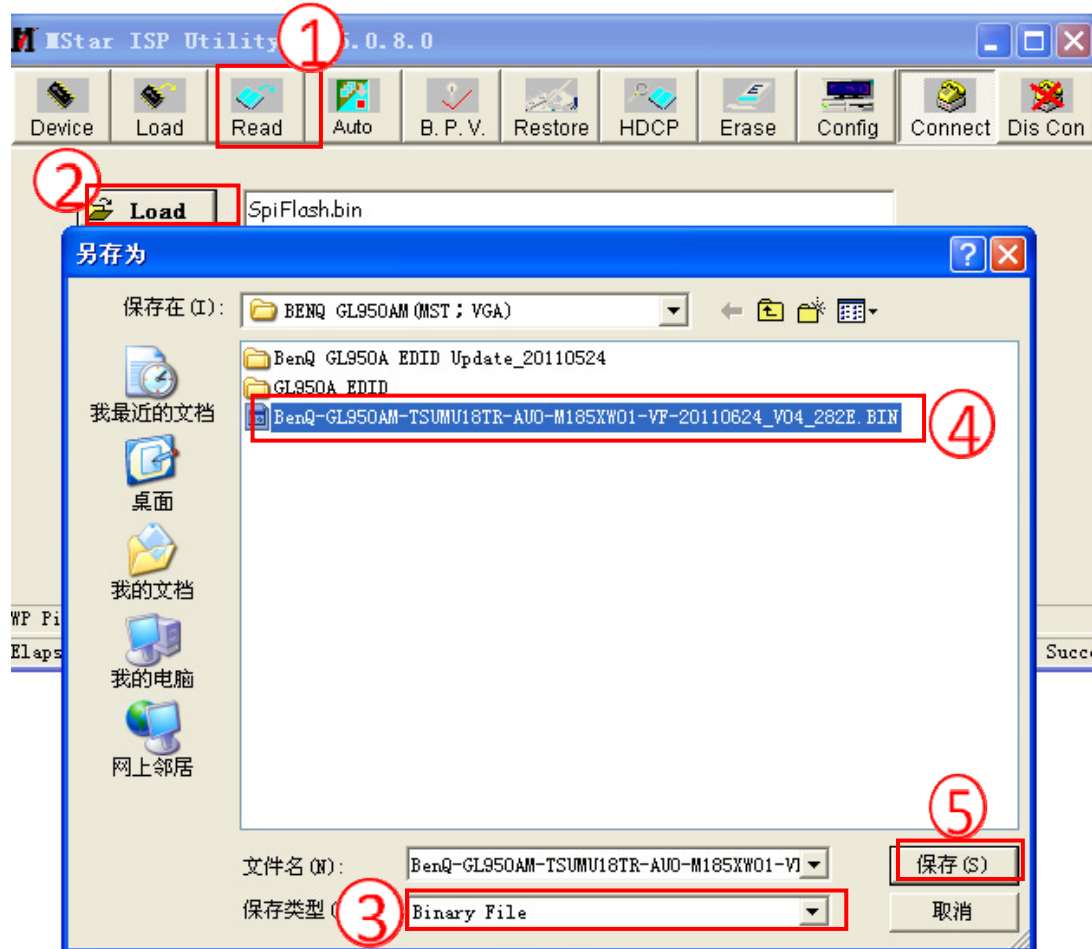 MStar ISP Utility 5.0.8.0
①
Device Load Read Auto B.P.V. Restore HDCP Erase Config Connect Dis Con
②
Load SpiFlash.bin
另存为
保存在(I): BENQ GL950AM(MST；VGA)
BenQ GL950A EDID Update_20110524
GL950A EDID
BenQ-GL950AM-TSUMU18TR-AUO-M185XW01-VF-20110624_V04_282E.BIN
④
我最近的文档
桌面
我的文档
WP Pi
Elaps Succ
我的电脑
网上邻居
⑤
文件名(N): BenQ-GL950AM-TSUMU18TR-AUO-M185XW01-V 保存(S)
保存类型( ③ Binary File 取消